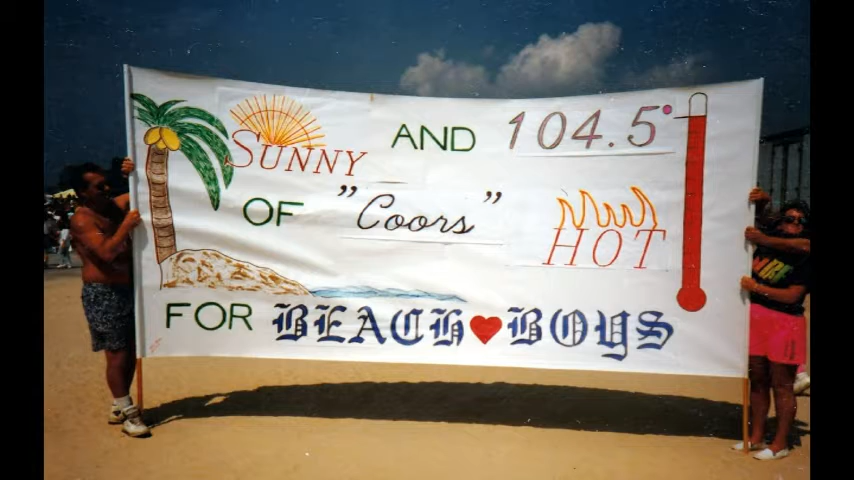 SUNNY AND 104.5°
OF "Coors" HOT
FOR BEACH BOYS